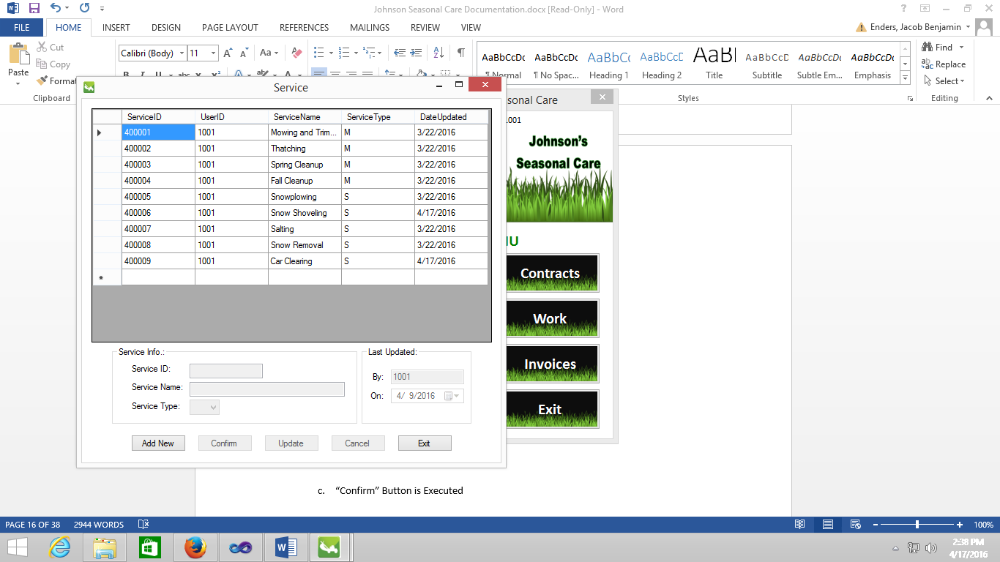 Johnson Seasonal Care Documentation.docx [Read-Only] - Word
FILE HOME INSERT DESIGN PAGE LAYOUT REFERENCES MAILINGS REVIEW VIEW Enders, Jacob Benjamin
Cut
Copy
Paste
Format
Clipboard
Calibri (Body) 11
AaBbCcDc AaBbCcDc AaBbCc AaBbCcD AaBb AaBbCcD AaBbCcDc AaBbCcDc
¶ Normal ¶ No Spac... Heading 1 Heading 2 Title Subtitle Subtle Em... Emphasis
Styles
Find
Replace
Select
Editing
Service
ServiceID UserID ServiceName ServiceType DateUpdated
400001 1001 Mowing and Trim... M 3/22/2016
400002 1001 Thatching M 3/22/2016
400003 1001 Spring Cleanup M 3/22/2016
400004 1001 Fall Cleanup M 3/22/2016
400005 1001 Snowplowing S 3/22/2016
400006 1001 Snow Shoveling S 4/17/2016
400007 1001 Salting S 3/22/2016
400008 1001 Snow Removal S 3/22/2016
400009 1001 Car Clearing S 4/17/2016
Service Info.:
Service ID:
Service Name:
Service Type:
Last Updated:
By: 1001
On: 4/ 9/2016
Add New Confirm Update Cancel Exit
sonal Care
1001
Johnson's
Seasonal Care
NU
Contracts
Work
Invoices
Exit
c. “Confirm” Button is Executed
PAGE 16 OF 38 2944 WORDS 100%
2:38 PM
4/17/2016